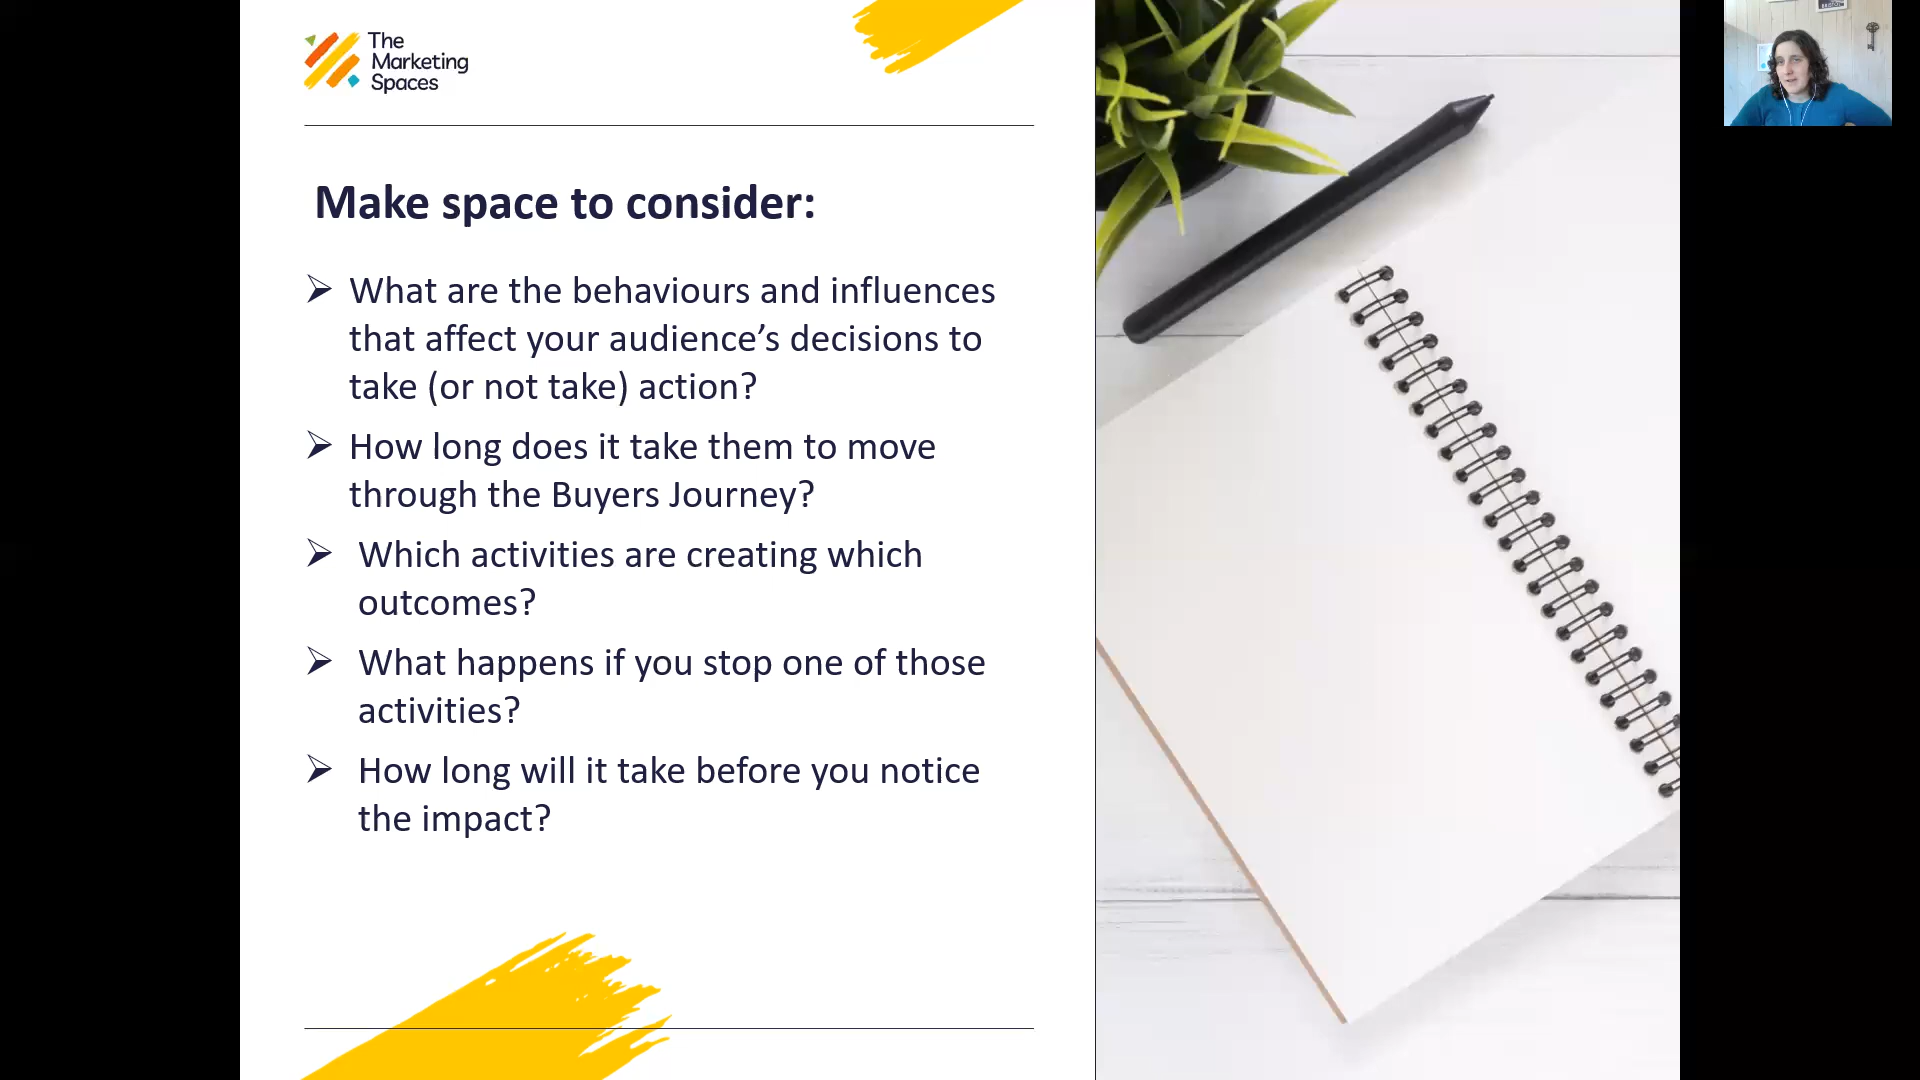 The
Marketing
Spaces
Make space to consider:
➢ What are the behaviours and influences
that affect your audience’s decisions to
take (or not take) action?
➢ How long does it take them to move
through the Buyers Journey?
➢ Which activities are creating which
outcomes?
➢ What happens if you stop one of those
activities?
➢ How long will it take before you notice
the impact?